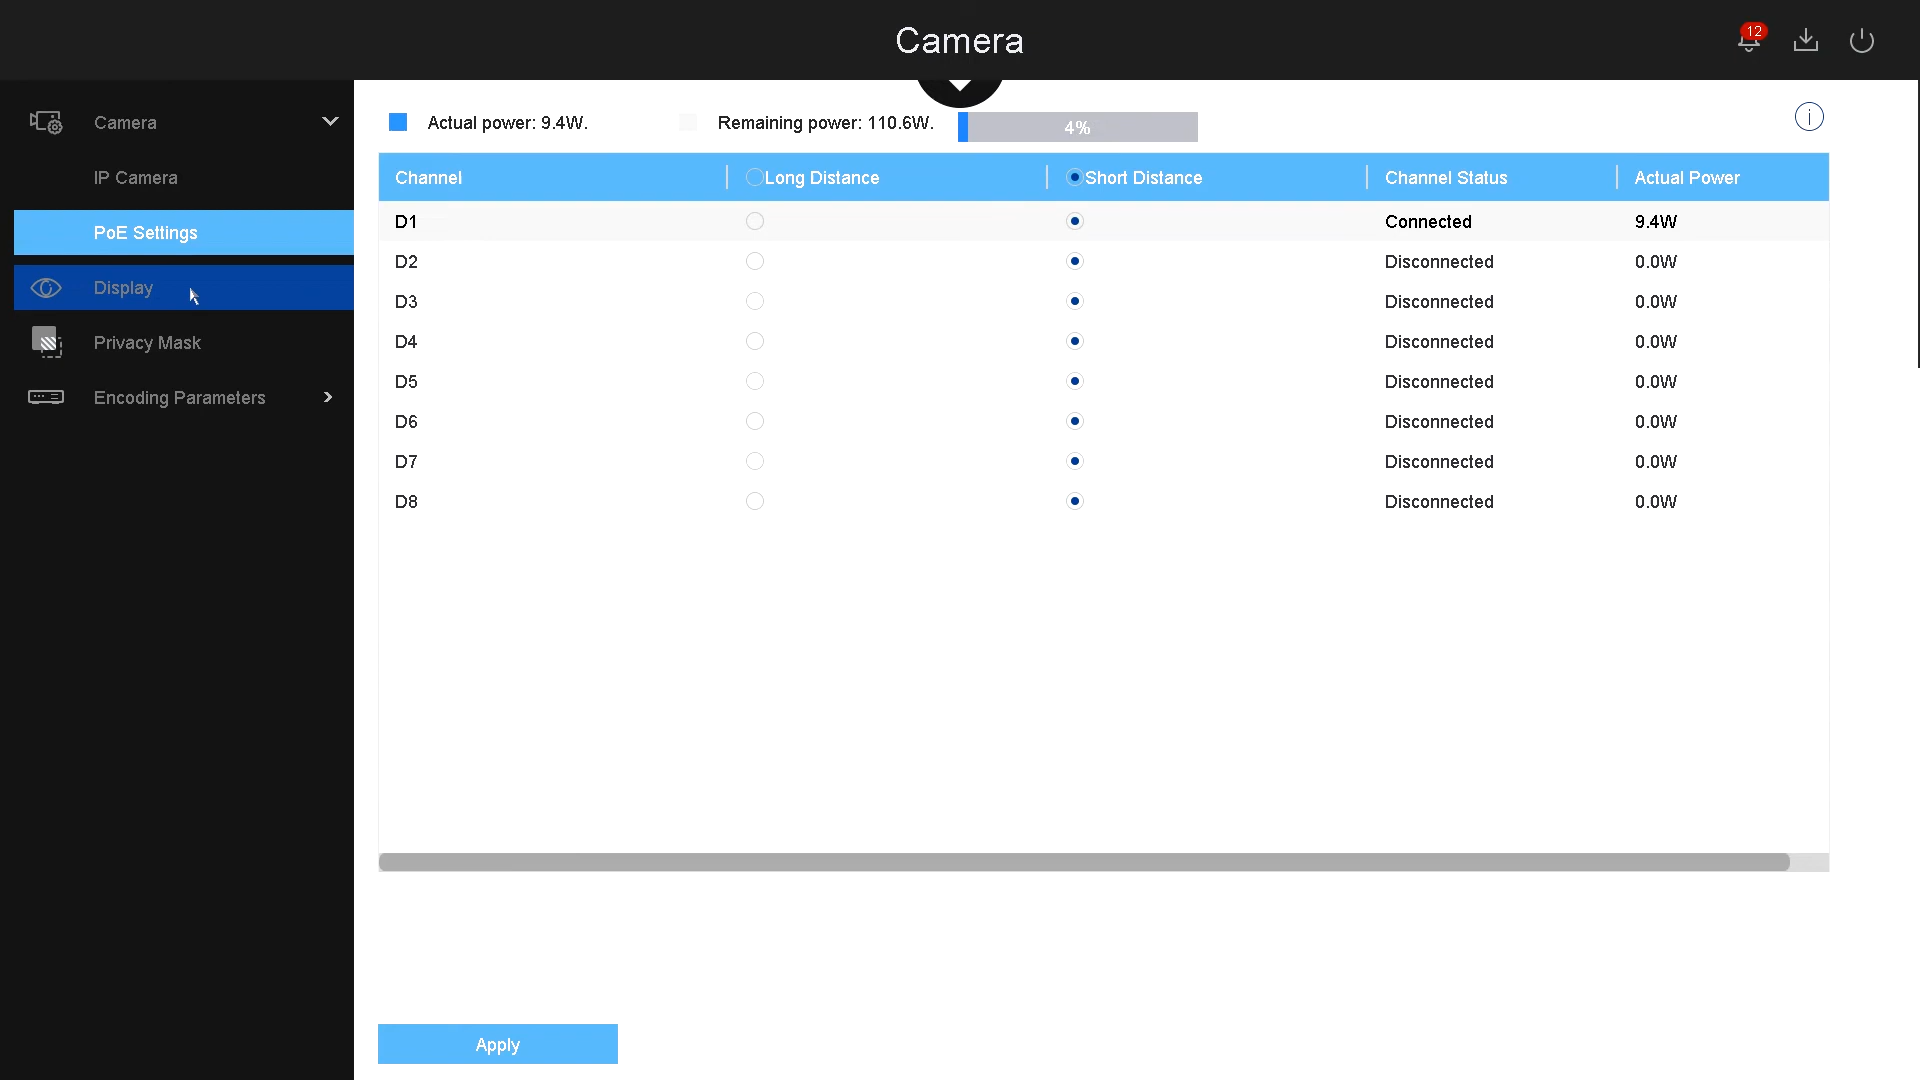 Camera
12
Camera
IP Camera
PoE Settings
Display
Privacy Mask
Encoding Parameters
Actual power: 9.4W. Remaining power: 110.6W. 4%
Channel Long Distance Short Distance Channel Status Actual Power
D1 Connected 9.4W
D2 Disconnected 0.0W
D3 Disconnected 0.0W
D4 Disconnected 0.0W
D5 Disconnected 0.0W
D6 Disconnected 0.0W
D7 Disconnected 0.0W
D8 Disconnected 0.0W
Apply